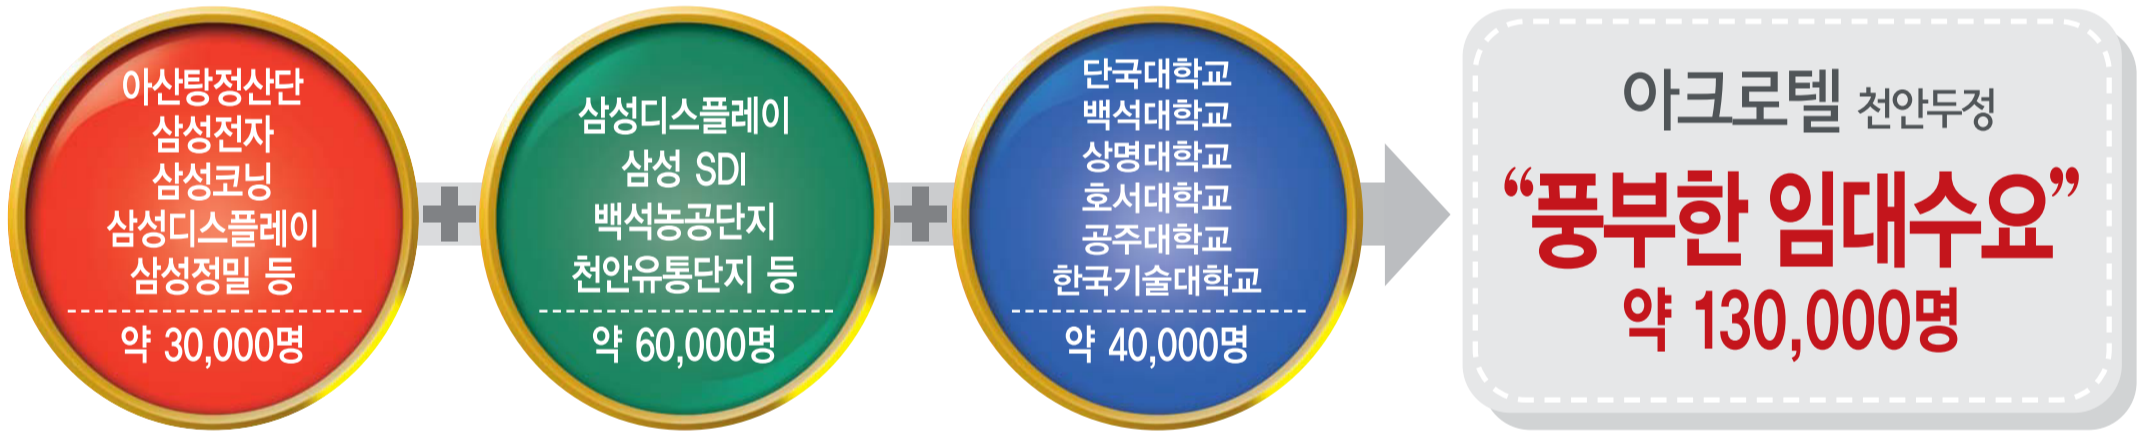 아산탕정산단
삼성전자
삼성코닝
삼성디스플레이
삼성정밀 등
약 30,000명
삼성디스플레이
삼성 SDI
백석농공단지
천안유통단지 등
약 60,000명
단국대학교
백석대학교
상명대학교
호서대학교
공주대학교
한국기술대학교
약 40,000명
아크로텔 천안두정
“풍부한 임대수요”
약 130,000명